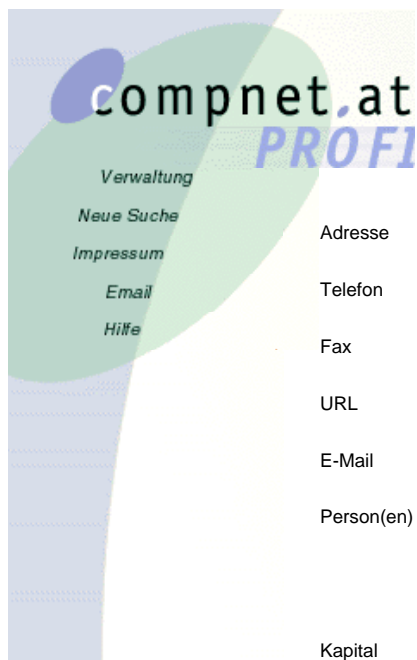 compnet.at
PROFI
Verwaltung
Neue Suche
Impressum
Email
Hilfe
Adresse
Telefon
Fax
URL
E-Mail
Person(en)
Kapital